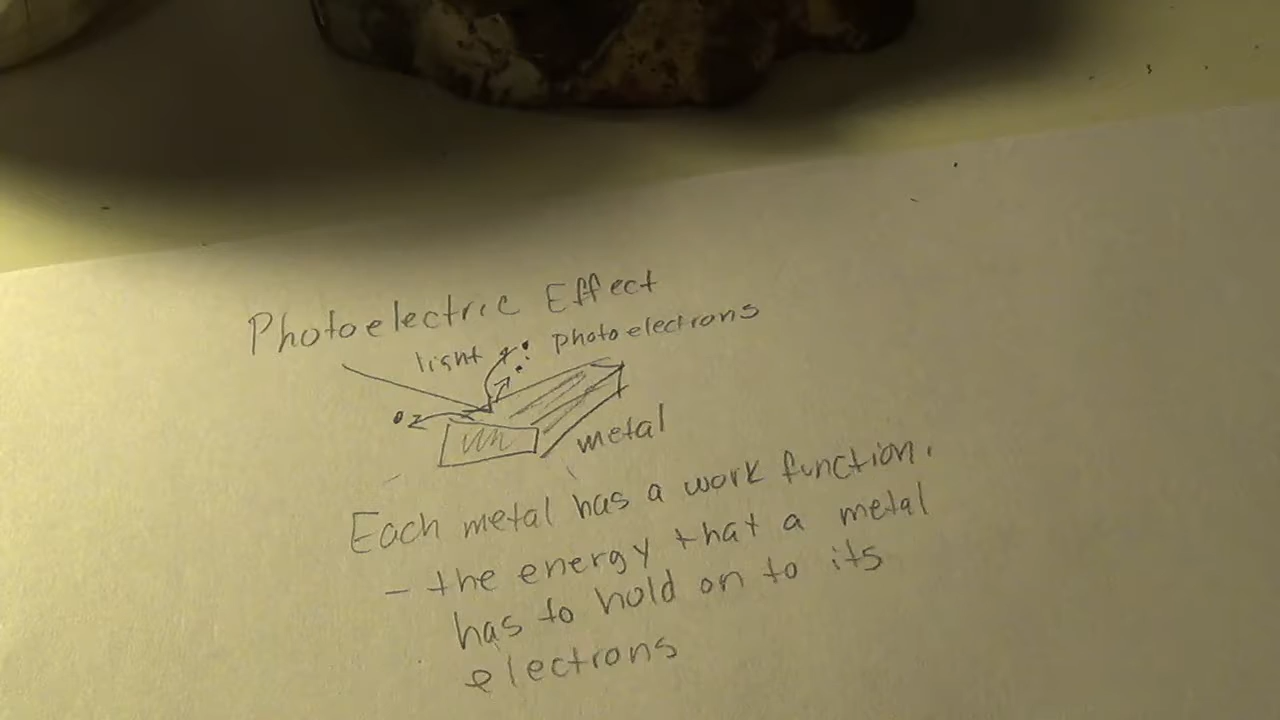 Photoelectric Effect
light photoelectrons
metal
Each metal has a work function.
- the energy that a metal
has to hold on to its
electrons